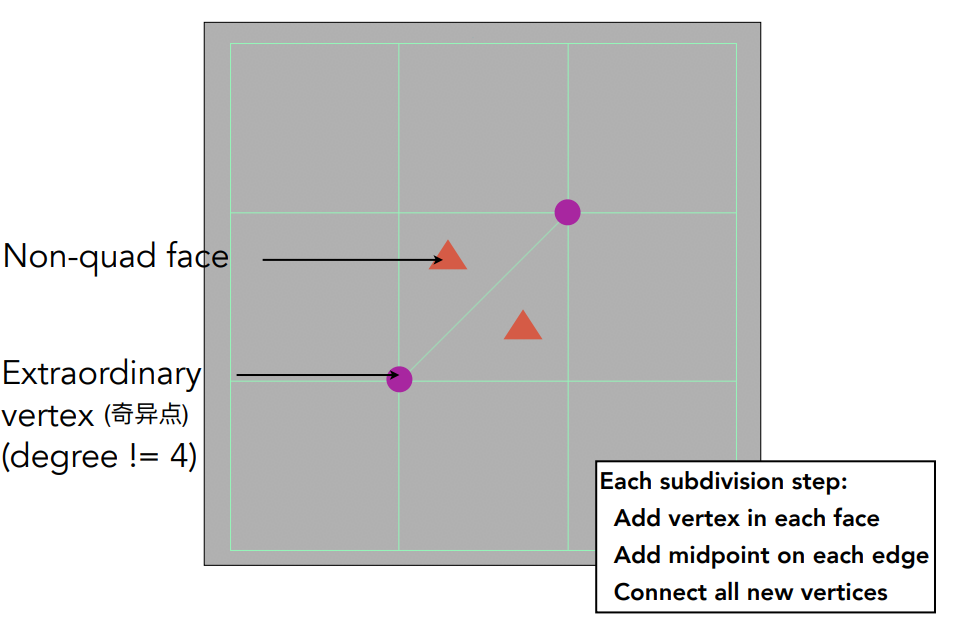 Non-quad face
Extraordinary
vertex (奇异点)
(degree != 4)
Each subdivision step:
Add vertex in each face
Add midpoint on each edge
Connect all new vertices